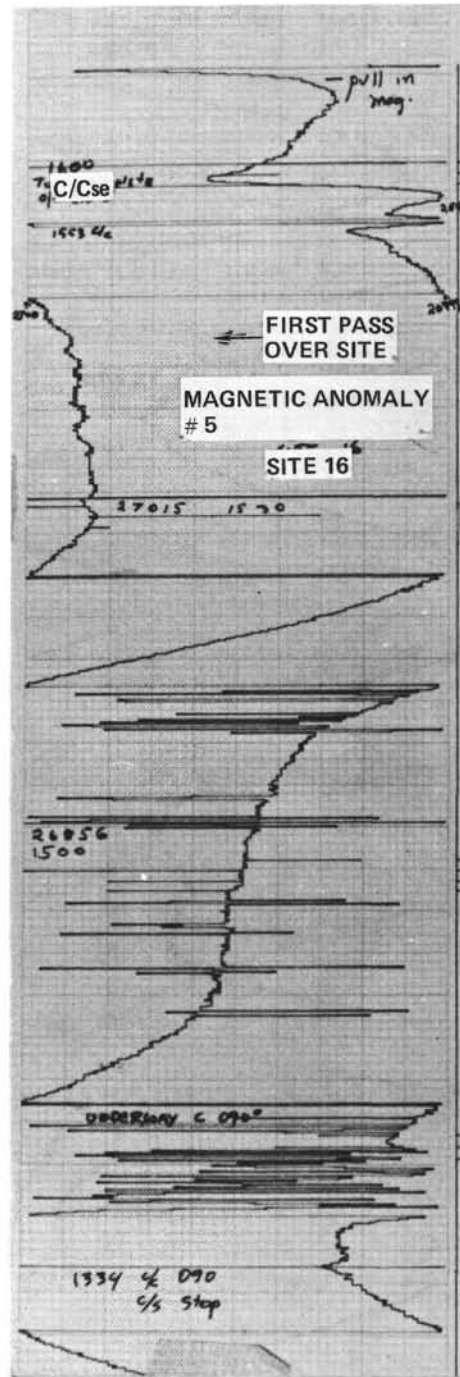 pull in
mag.
1600
C/Cse
1553 c/c
FIRST PASS
OVER SITE
MAGNETIC ANOMALY
# 5
SITE 16
27015 1530
26856
1500
UNDERWAY C 090°
1334 c/c 090
c/s stop